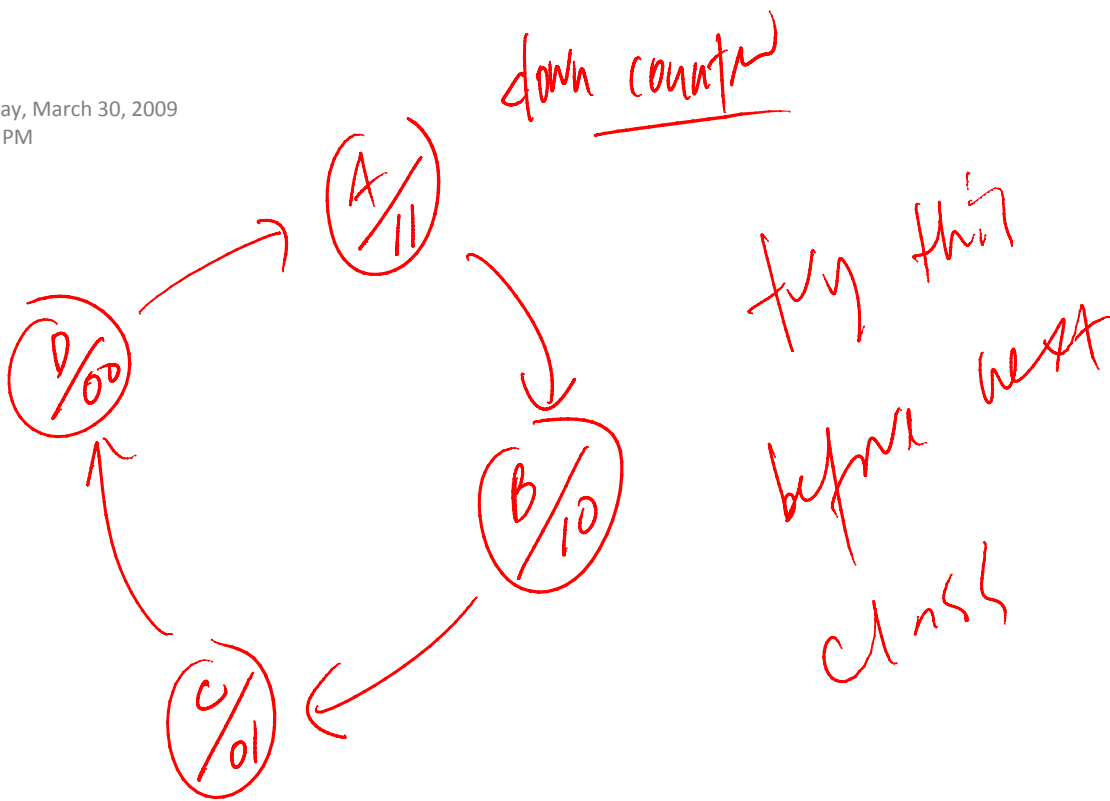 ay, March 30, 2009
PM
down counter
A/11
B/10
C/01
D/00
try this
before next
class